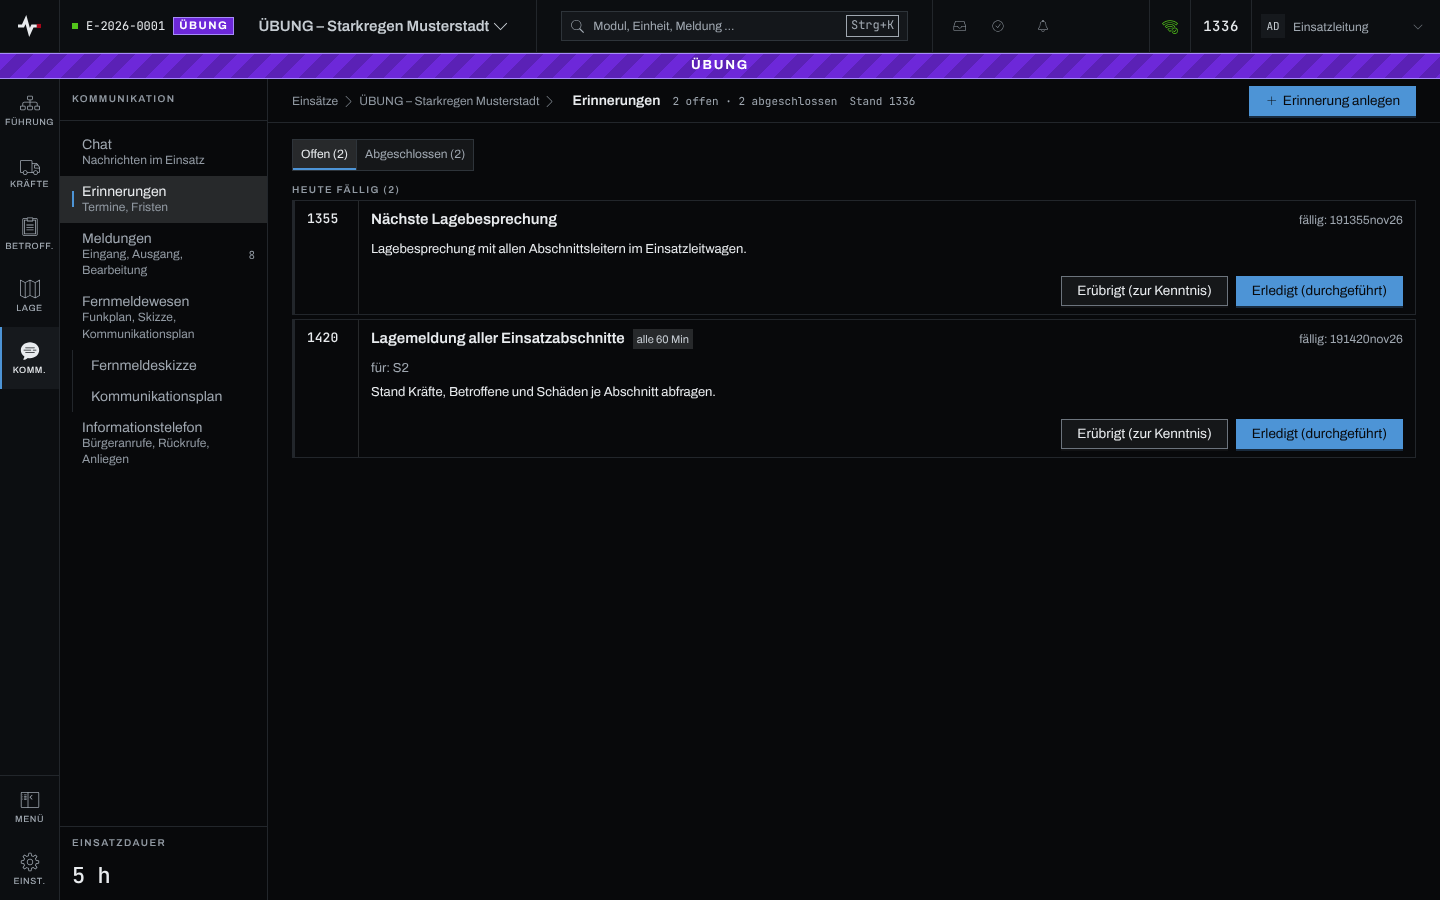 E-2026-0001 ÜBUNG ÜBUNG – Starkregen Musterstadt
Modul, Einheit, Meldung ... Strg+K
1336
AD Einsatzleitung
ÜBUNG
FÜHRUNG
KRÄFTE
BETROFF.
LAGE
KOMM.
MENÜ
EINST.
KOMMUNIKATION
Chat
Nachrichten im Einsatz
Erinnerungen
Termine, Fristen
Meldungen
Eingang, Ausgang,
Bearbeitung
8
Fernmeldewesen
Funkplan, Skizze,
Kommunikationsplan
Fernmeldeskizze
Kommunikationsplan
Informationstelefon
Bürgeranrufe, Rückrufe,
Anliegen
EINSATZDAUER
5 h
Einsätze ÜBUNG – Starkregen Musterstadt Erinnerungen 2 offen · 2 abgeschlossen Stand 1336
+ Erinnerung anlegen
Offen (2) Abgeschlossen (2)
HEUTE FÄLLIG (2)
1355 Nächste Lagebesprechung fällig: 191355nov26
Lagebesprechung mit allen Abschnittsleitern im Einsatzleitwagen.
Erübrigt (zur Kenntnis) Erledigt (durchgeführt)
1420 Lagemeldung aller Einsatzabschnitte alle 60 Min fällig: 191420nov26
für: S2
Stand Kräfte, Betroffene und Schäden je Abschnitt abfragen.
Erübrigt (zur Kenntnis) Erledigt (durchgeführt)